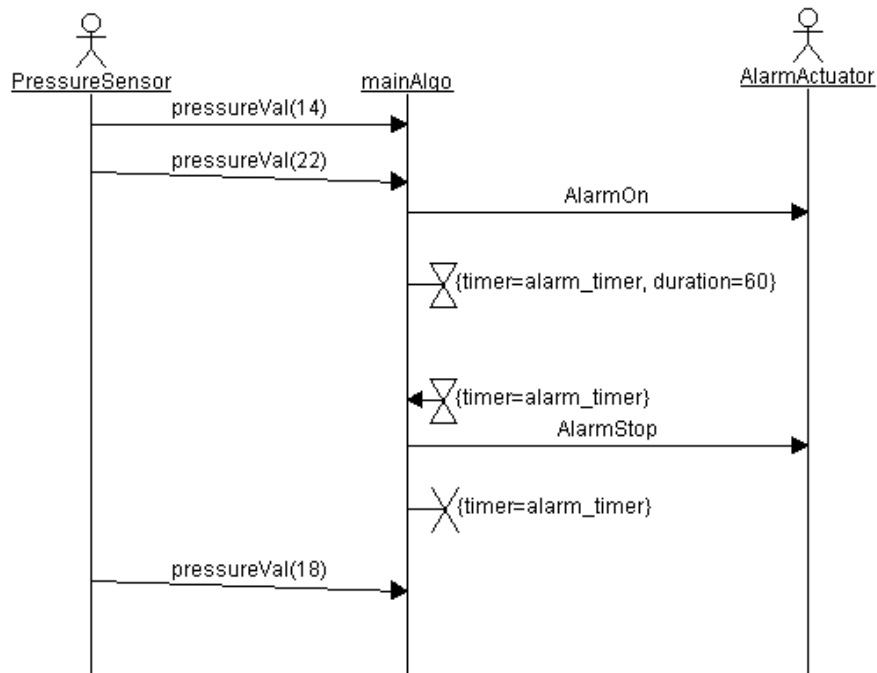 PressureSensor
mainAlgo
AlarmActuator
pressureVal(14)
pressureVal(22)
AlarmOn
{timer=alarm_timer, duration=60}
{timer=alarm_timer}
AlarmStop
{timer=alarm_timer}
pressureVal(18)